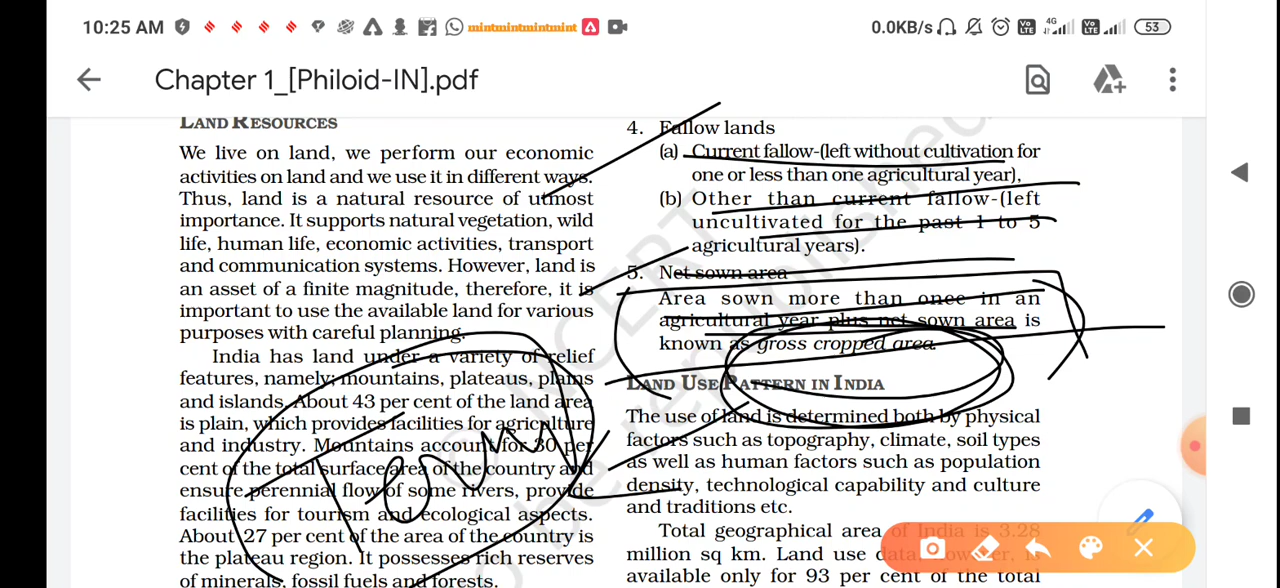 10:25 AM
mintmintmintmint
0.0KB/s
Vo LTE
4G
Vo LTE
53
Chapter 1_[Philoid-IN].pdf
LAND RESOURCES
We live on land, we perform our economic
activities on land and we use it in different ways.
Thus, land is a natural resource of utmost
importance. It supports natural vegetation, wild
life, human life, economic activities, transport
and communication systems. However, land is
an asset of a finite magnitude, therefore, it is
important to use the available land for various
purposes with careful planning.
India has land under a variety of relief
features, namely; mountains, plateaus, plains
and islands. About 43 per cent of the land area
is plain, which provides facilities for agriculture
and industry. Mountains account for 30 per
cent of the total surface area of the country and
ensure perennial flow of some rivers, provide
facilities for tourism and ecological aspects.
About 27 per cent of the area of the country is
the plateau region. It possesses rich reserves
of minerals, fossil fuels and forests.
4. Fallow lands
(a) Current fallow-(left without cultivation for
one or less than one agricultural year),
(b) Other than current fallow-(left
uncultivated for the past 1 to 5
agricultural years).
5. Net sown area
Area sown more than once in an
agricultural year plus net sown area is
known as gross cropped area.
LAND USE PATTERN IN INDIA
The use of land is determined both by physical
factors such as topography, climate, soil types
as well as human factors such as population
density, technological capability and culture
and traditions etc.
Total geographical area of India is 3.28
million sq km. Land use data, however, is
available only for 93 per cent of the total